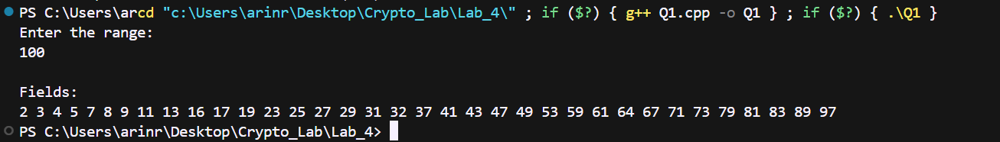 PS C:\Users\arcd "c:\Users\arinr\Desktop\Crypto_Lab\Lab_4\" ; if ($?) { g++ Q1.cpp -o Q1 } ; if ($?) { .\Q1 }
Enter the range:
100
Fields:
2 3 4 5 7 8 9 11 13 16 17 19 23 25 27 29 31 32 37 41 43 47 49 53 59 61 64 67 71 73 79 81 83 89 97
PS C:\Users\arinr\Desktop\Crypto_Lab\Lab_4>